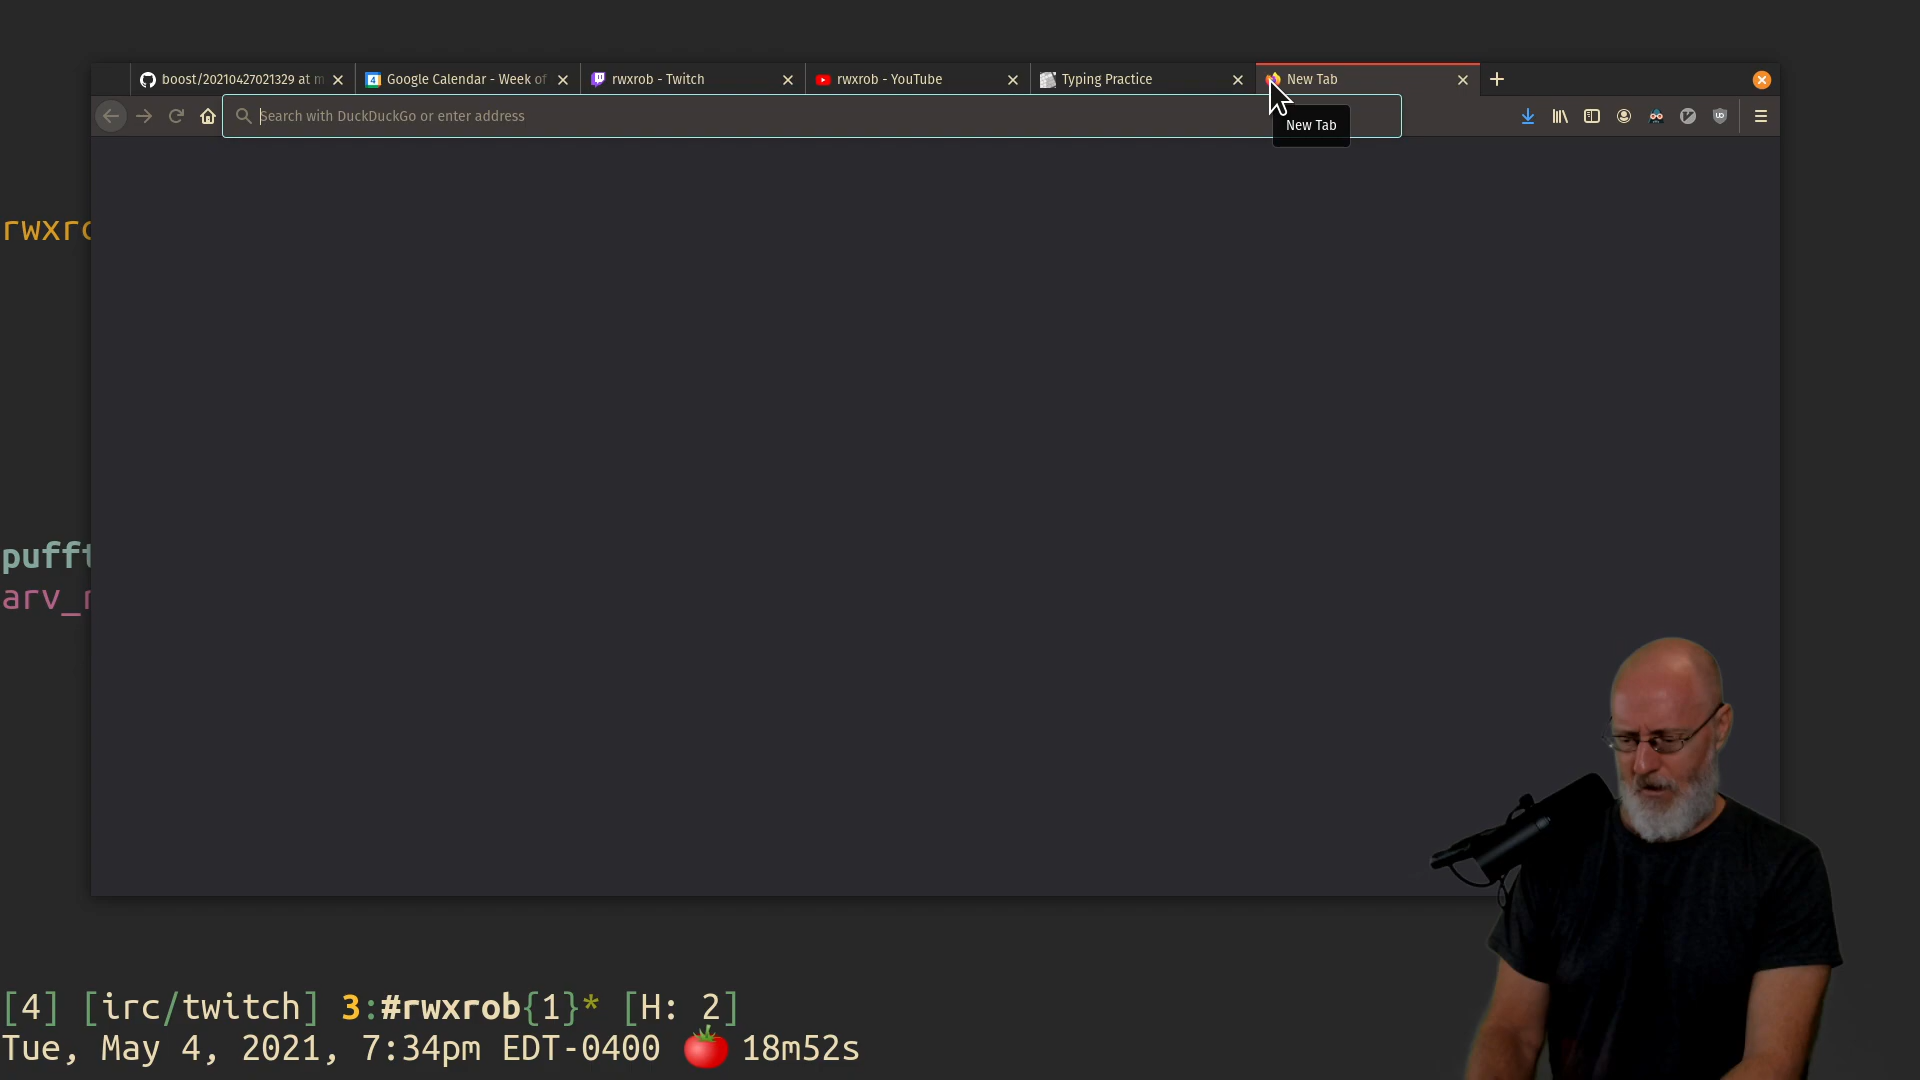 boost/20210427021329 at m
Google Calendar - Week of
rwxrob - Twitch
rwxrob - YouTube
Typing Practice
New Tab
Search with DuckDuckGo or enter address
New Tab
rwxro
pufft
arv_r
[4] [irc/twitch] 3:#rwxrob{1}* [H: 2]
Tue, May 4, 2021, 7:34pm EDT-0400 🍅 18m52s